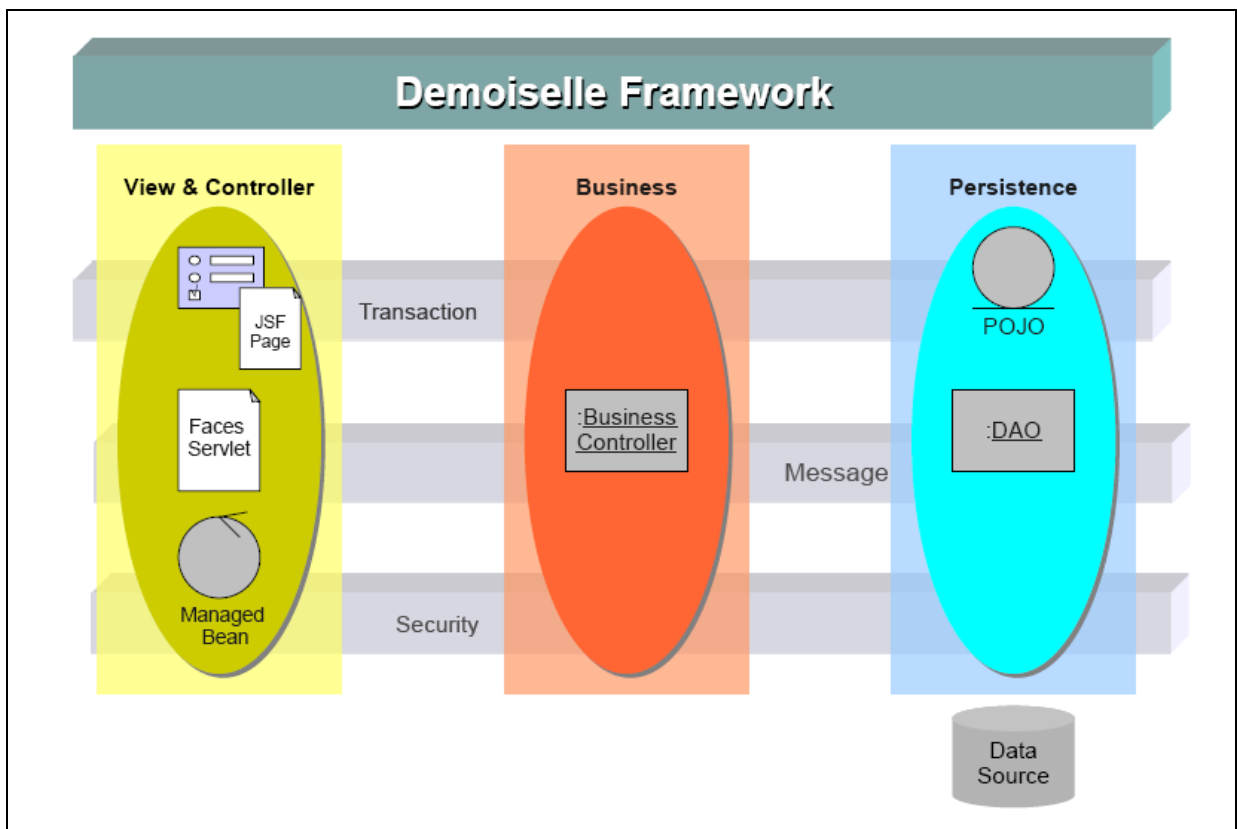 Demoiselle Framework
View & Controller
Business
Persistence
JSF
Page
Transaction
POJO
Faces
Servlet
:Business
Controller
:DAO
Message
Managed
Bean
Security
Data
Source